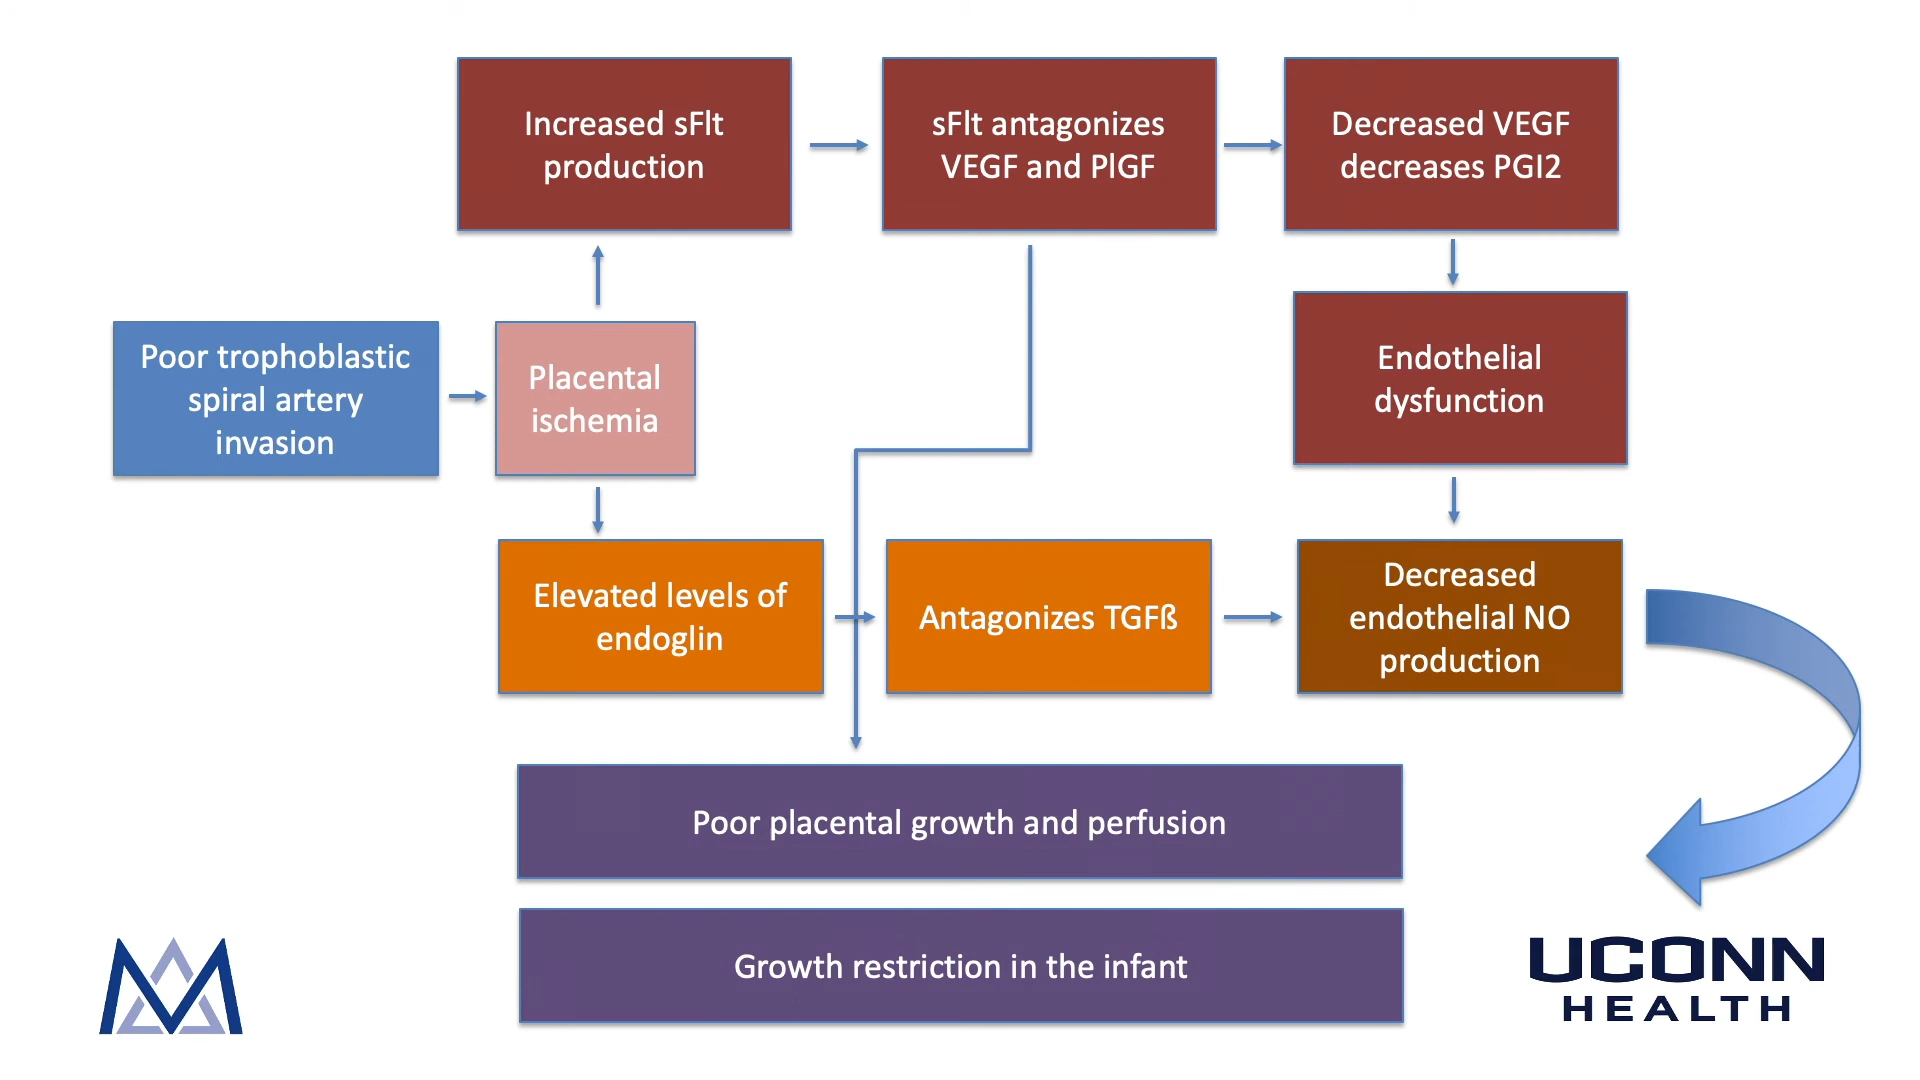 Increased sFlt
production
sFlt antagonizes
VEGF and PlGF
Decreased VEGF
decreases PGI2
Poor trophoblastic
spiral artery
invasion
Placental
ischemia
Endothelial
dysfunction
Elevated levels of
endoglin
Antagonizes TGFß
Decreased
endothelial NO
production
Poor placental growth and perfusion
Growth restriction in the infant
UCONN
HEALTH